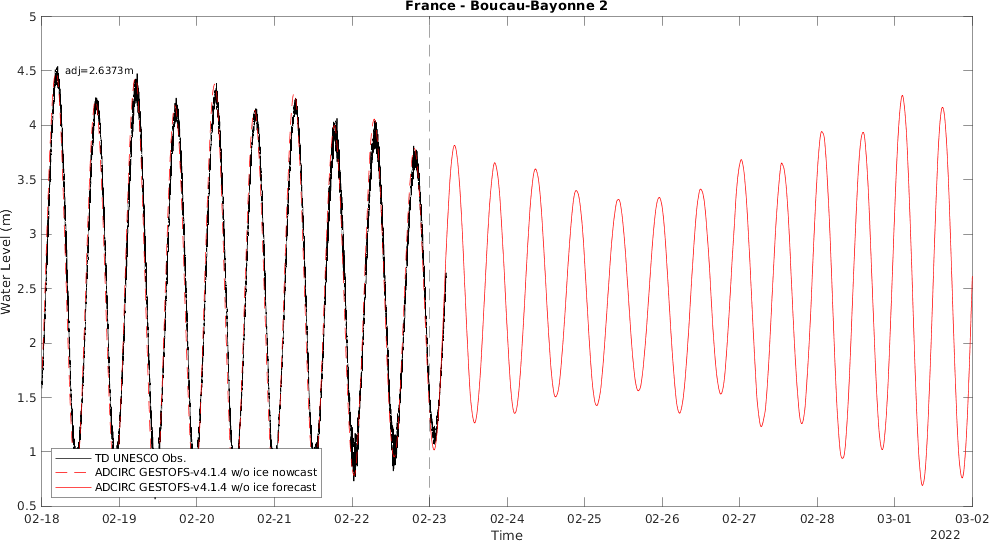 France - Boucau-Bayonne 2
5
4.5
4
3.5
3
2.5
2
1.5
1
0.5
Water Level (m)
adj=2.6373m
TD UNESCO Obs.
ADCIRC GESTOFS-v4.1.4 w/o ice nowcast
ADCIRC GESTOFS-v4.1.4 w/o ice forecast
02-18 02-19 02-20 02-21 02-22 02-23 02-24 02-25 02-26 02-27 02-28 03-01 03-02
Time
2022